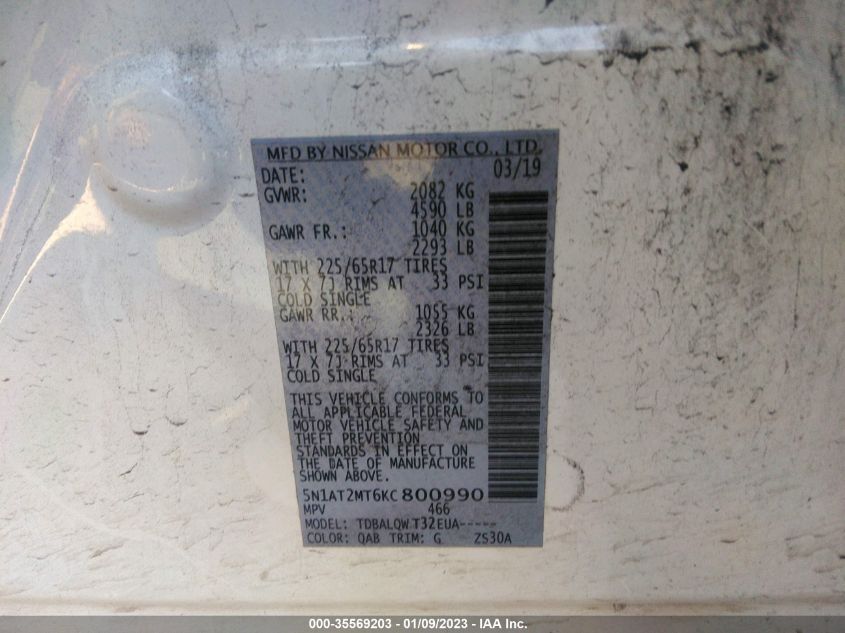 MFD BY NISSAN MOTOR CO., LTD.
DATE: 03/19
GVWR: 2082 KG
4590 LB
GAWR FR.: 1040 KG
2293 LB
WITH 225/65R17 TIRES
17 X 7J RIMS AT 33 PSI
COLD SINGLE
GAWR RR.: 1055 KG
2326 LB
WITH 225/65R17 TIRES
17 X 7J RIMS AT 33 PSI
COLD SINGLE
THIS VEHICLE CONFORMS TO
ALL APPLICABLE FEDERAL
MOTOR VEHICLE SAFETY AND
THEFT PREVENTION
STANDARDS IN EFFECT ON
THE DATE OF MANUFACTURE
SHOWN ABOVE.
5N1AT2MT6KC800990
MPV 466
MODEL: TDBALQW T32EUA-----
COLOR: QAB TRIM: G ZS30A
000-35569203 - 01/09/2023 - IAA Inc.